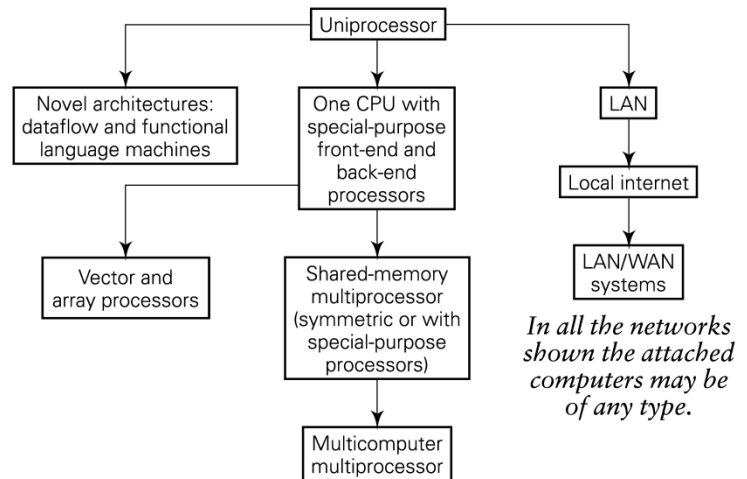 Uniprocessor
Novel architectures:
dataflow and functional
language machines
One CPU with
special-purpose
front-end and
back-end
processors
LAN
Local internet
Vector and
array processors
Shared-memory
multiprocessor
(symmetric or with
special-purpose
processors)
LAN/WAN
systems
In all the networks
shown the attached
computers may be
of any type.
Multicomputer
multiprocessor